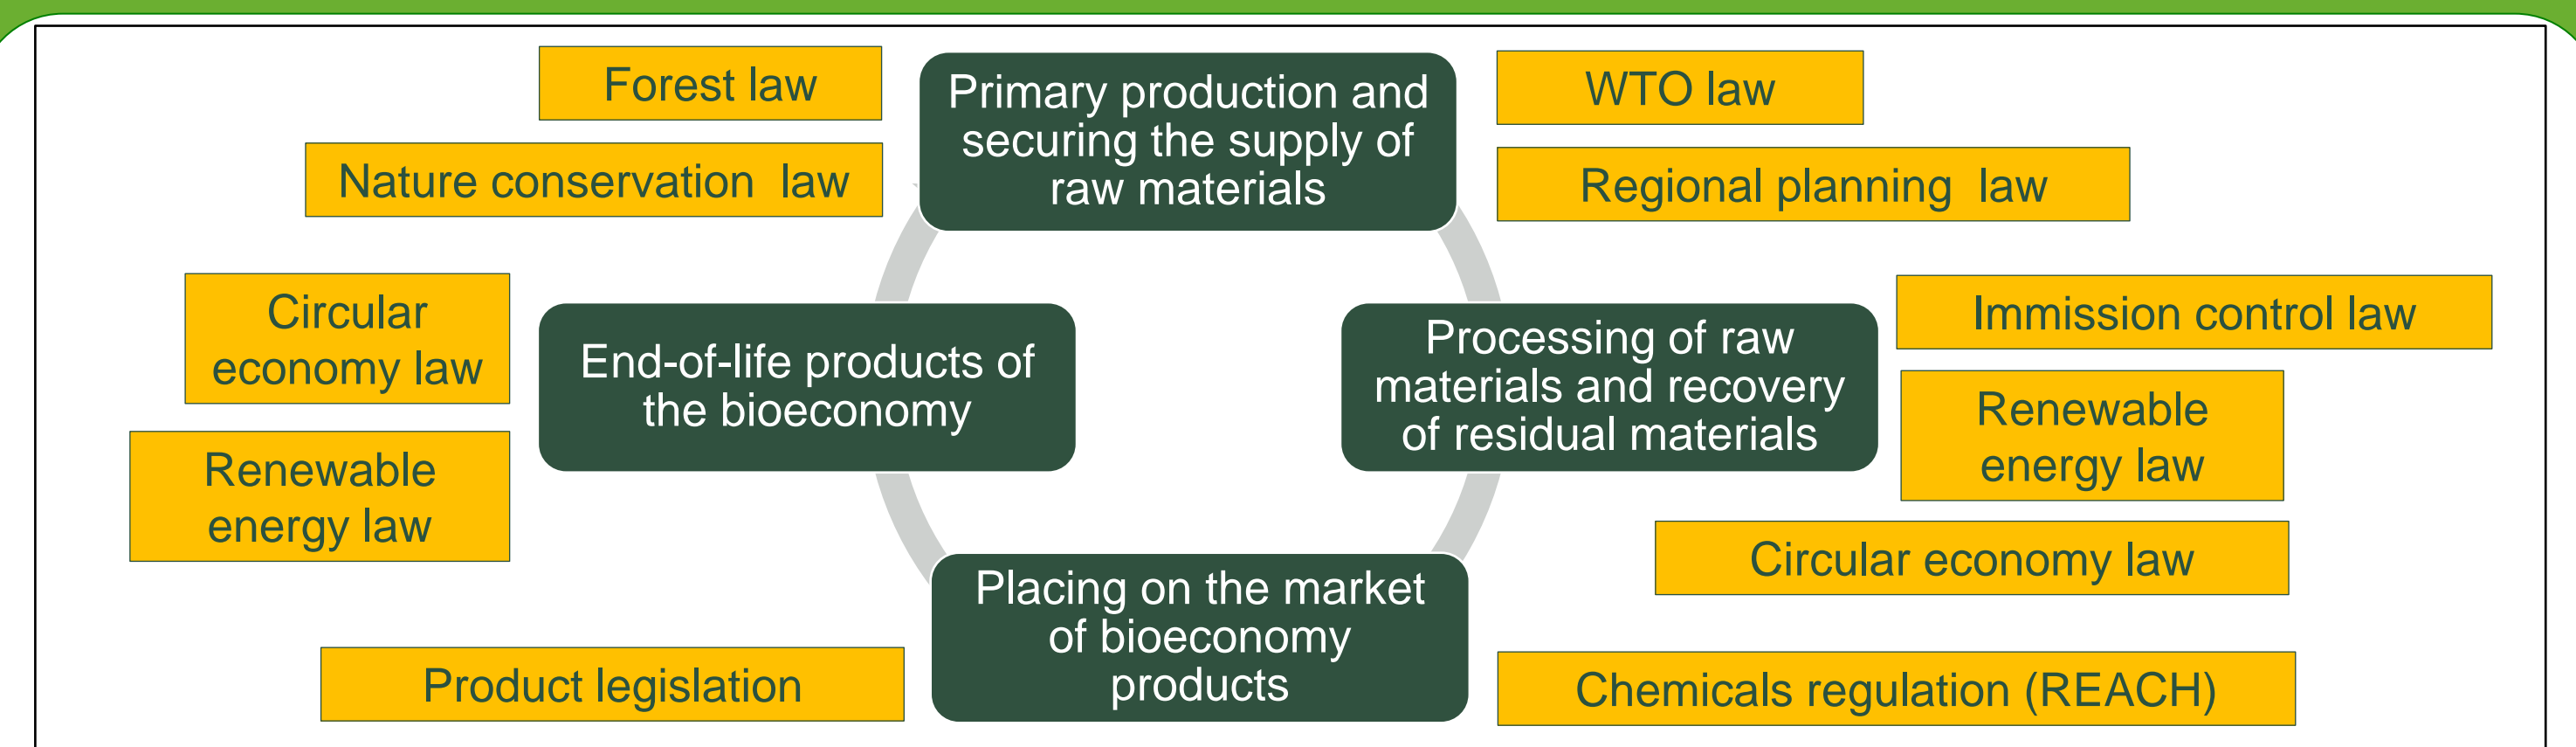 Forest law
Primary production and
securing the supply of
raw materials
WTO law
Nature conservation law
Regional planning law
Circular
economy law
End-of-life products of
the bioeconomy
Processing of raw
materials and recovery
of residual materials
Immission control law
Renewable
energy law
Renewable
energy law
Circular economy law
Placing on the market
of bioeconomy
products
Product legislation
Chemicals regulation (REACH)